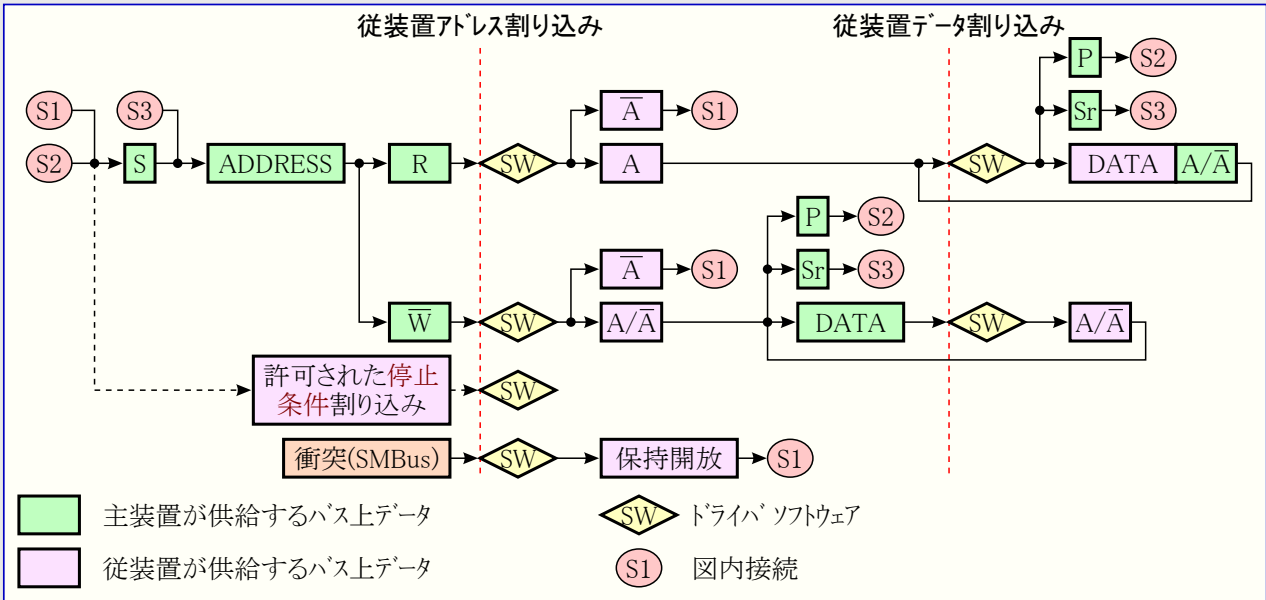 従装置アドレス割り込み
従装置データ割り込み
P
S2
S1
S3
A̅
S1
Sr
S3
S2
S
ADDRESS
R
SW
A
SW
DATA
A/A̅
P
S2
A̅
S1
Sr
S3
W̅
SW
A/A̅
DATA
SW
A/A̅
許可された停止
条件割り込み
SW
衝突(SMBus)
SW
保持開放
S1
主装置が供給するバス上データ
SW
ドライバ ソフトウェア
従装置が供給するバス上データ
S1
図内接続